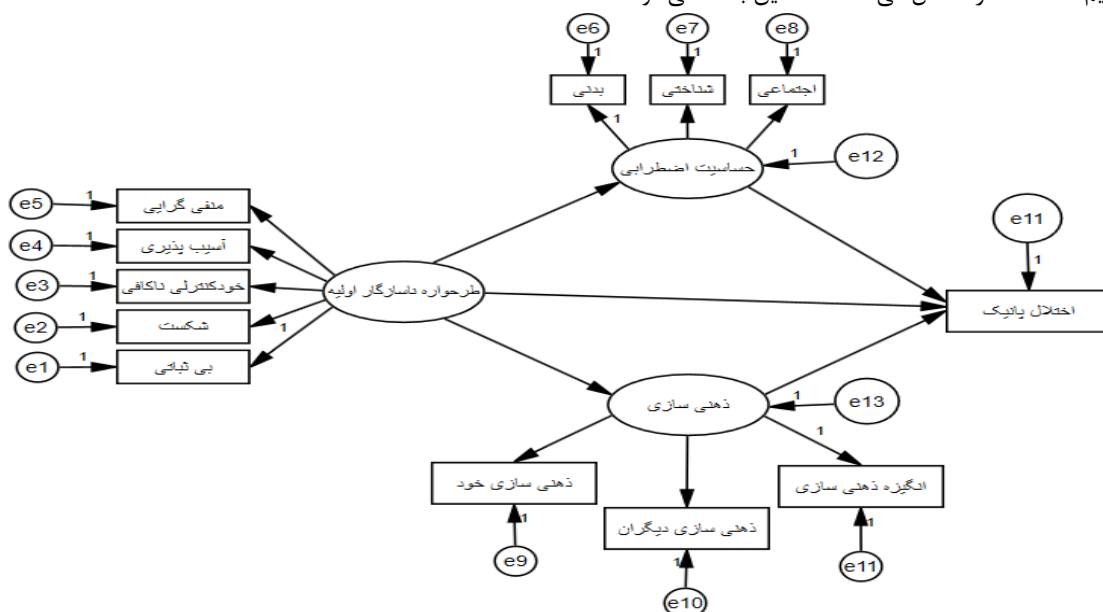 e6
e7
e8
1
1
1
بدنی
شناختی
اجتماعی
1
حساسیت اضطرابی
1
e12
e11
1
اختلال پانیک
e5
1
منفی گرایی
e4
1
آسیب پذیری
e3
1
خودکنترلی ناکافی
e2
1
شکست
e1
1
بی ثباتی
1
طرحواره ناسازگار اولیه
ذهنی سازی
1
e13
1
ذهنی سازی خود
ذهنی سازی دیگران
انگیزه ذهنی سازی
1
1
1
e9
e10
e11